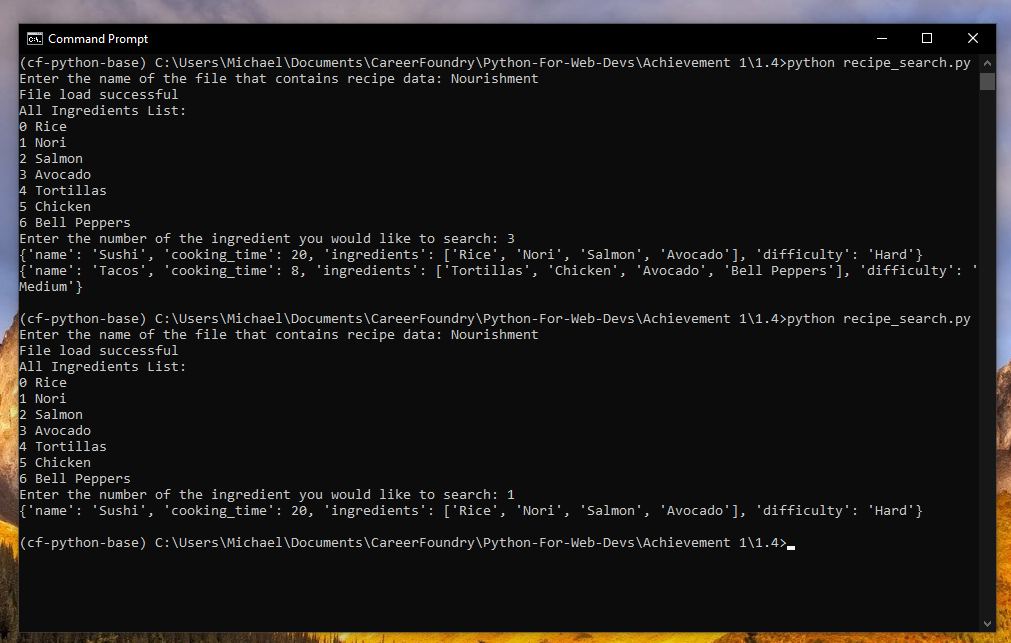 Command Prompt
(cf-python-base) C:\Users\Michael\Documents\CareerFoundry\Python-For-Web-Devs\Achievement 1\1.4>python recipe_search.py
Enter the name of the file that contains recipe data: Nourishment
File load successful
All Ingredients List:
0 Rice
1 Nori
2 Salmon
3 Avocado
4 Tortillas
5 Chicken
6 Bell Peppers
Enter the number of the ingredient you would like to search: 3
{'name': 'Sushi', 'cooking_time': 20, 'ingredients': ['Rice', 'Nori', 'Salmon', 'Avocado'], 'difficulty': 'Hard'}
{'name': 'Tacos', 'cooking_time': 8, 'ingredients': ['Tortillas', 'Chicken', 'Avocado', 'Bell Peppers'], 'difficulty': '
Medium'}
(cf-python-base) C:\Users\Michael\Documents\CareerFoundry\Python-For-Web-Devs\Achievement 1\1.4>python recipe_search.py
Enter the name of the file that contains recipe data: Nourishment
File load successful
All Ingredients List:
0 Rice
1 Nori
2 Salmon
3 Avocado
4 Tortillas
5 Chicken
6 Bell Peppers
Enter the number of the ingredient you would like to search: 1
{'name': 'Sushi', 'cooking_time': 20, 'ingredients': ['Rice', 'Nori', 'Salmon', 'Avocado'], 'difficulty': 'Hard'}
(cf-python-base) C:\Users\Michael\Documents\CareerFoundry\Python-For-Web-Devs\Achievement 1\1.4>